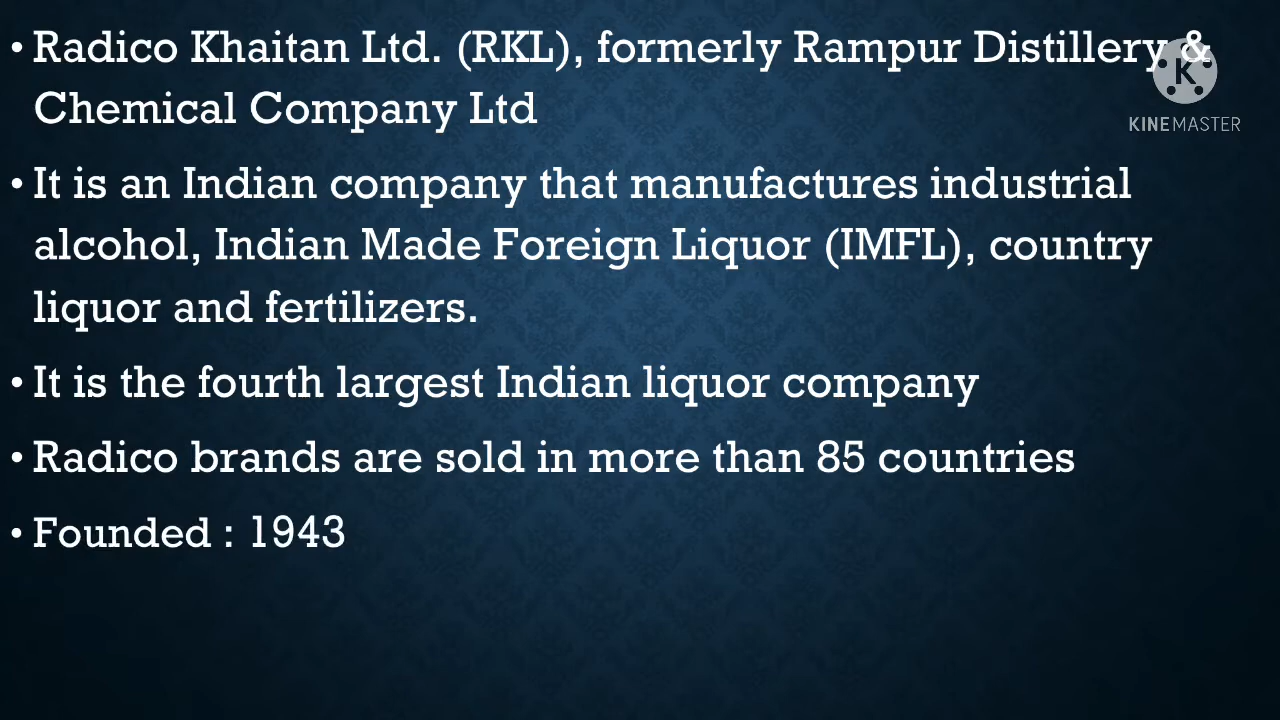 • Radico Khaitan Ltd. (RKL), formerly Rampur Distillery &
Chemical Company Ltd
• It is an Indian company that manufactures industrial
alcohol, Indian Made Foreign Liquor (IMFL), country
liquor and fertilizers.
• It is the fourth largest Indian liquor company
• Radico brands are sold in more than 85 countries
• Founded : 1943
K
KINEMASTER